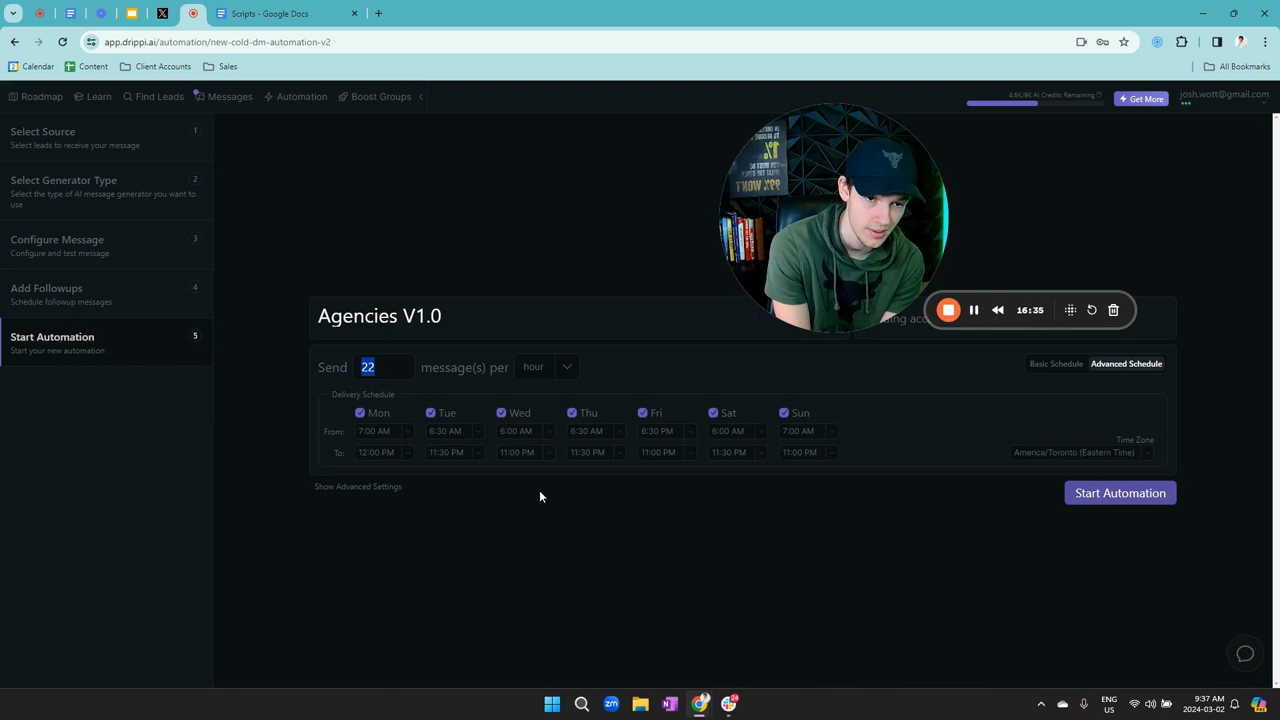 Scripts - Google Docs
app.drippi.ai/automation/new-cold-dm-automation-v2
Calendar
Content
Client Accounts
Sales
All Bookmarks
Roadmap
Learn
Find Leads
Messages
Automation
Boost Groups
4.6K/9K AI Credits Remaining
Get More
josh.wott@gmail.com
Select Source
1
Select leads to receive your message
Select Generator Type
2
Select the type of AI message generator you want to
use
Configure Message
3
Configure and test message
Add Followups
4
Schedule followup messages
Start Automation
5
Start your new automation
16:35
Agencies V1.0
Send 22 message(s) per hour
Basic Schedule Advanced Schedule
Delivery Schedule
Mon Tue Wed Thu Fri Sat Sun
From: 7:00 AM 6:30 AM 6:00 AM 6:30 AM 6:30 PM 6:00 AM 7:00 AM
To: 12:00 PM 11:30 PM 11:00 PM 11:30 PM 11:00 PM 11:30 PM 11:00 PM
Time Zone
America/Toronto (Eastern Time)
Show Advanced Settings
Start Automation
zm
24
ENG
US
9:37 AM
2024-03-02